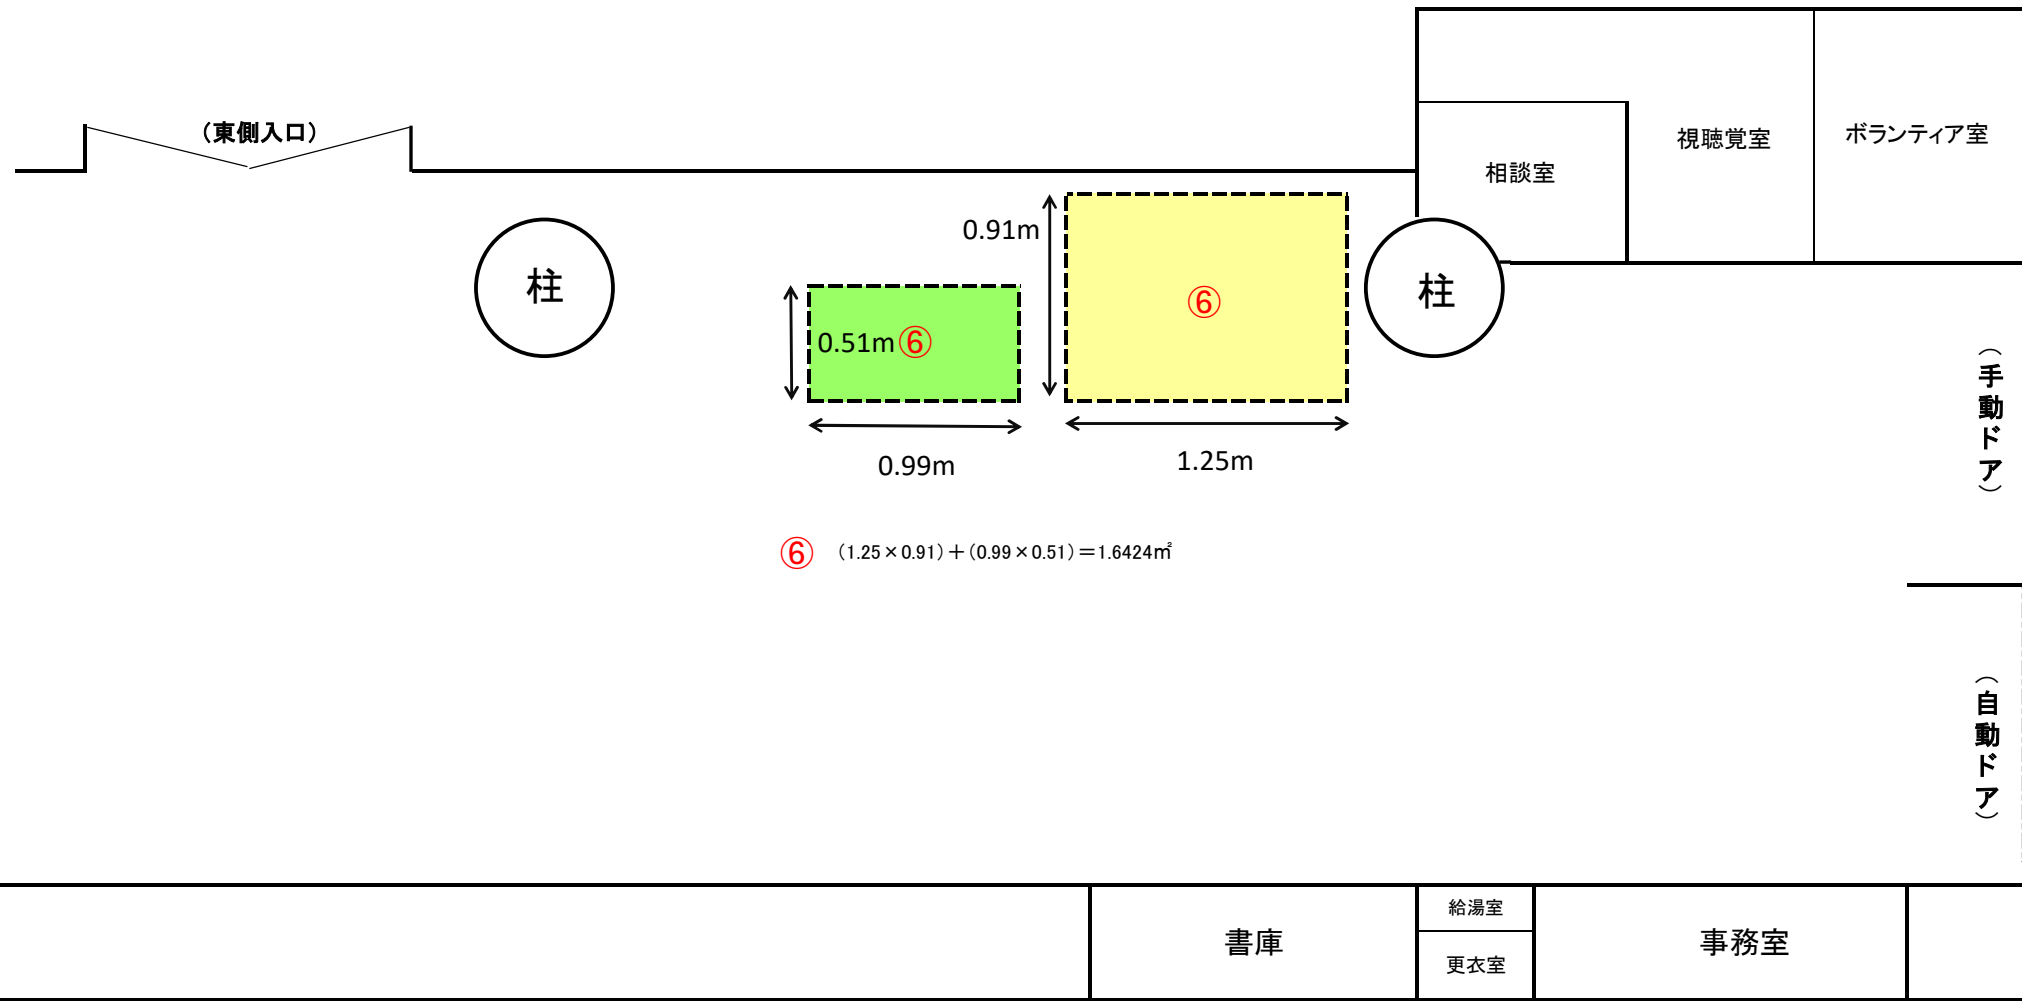 （東側入口）
相談室
視聴覚室
ボランティア室
柱
柱
0.91m
⑥
0.51m⑥
0.99m
1.25m
⑥ （1.25×0.91）＋（0.99×0.51）＝1.6424㎡
（手動ドア）
（自動ドア）
書庫
給湯室
更衣室
事務室